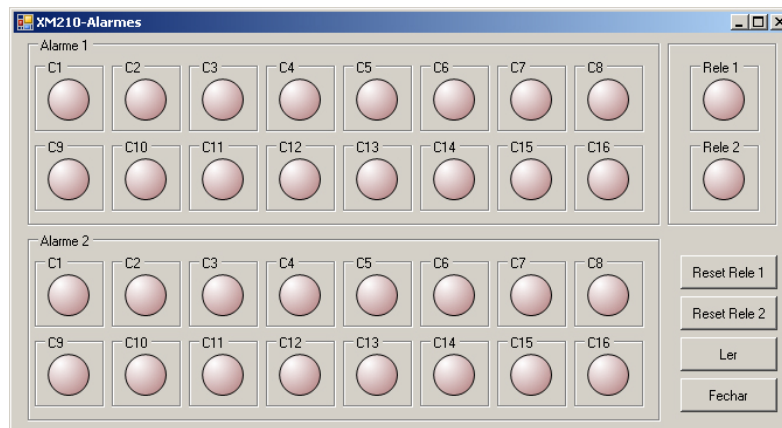 XM210-Alarmes
Alarme 1
C1 C2 C3 C4 C5 C6 C7 C8
C9 C10 C11 C12 C13 C14 C15 C16
Rele 1
Rele 2
Alarme 2
C1 C2 C3 C4 C5 C6 C7 C8
C9 C10 C11 C12 C13 C14 C15 C16
Reset Rele 1
Reset Rele 2
Ler
Fechar